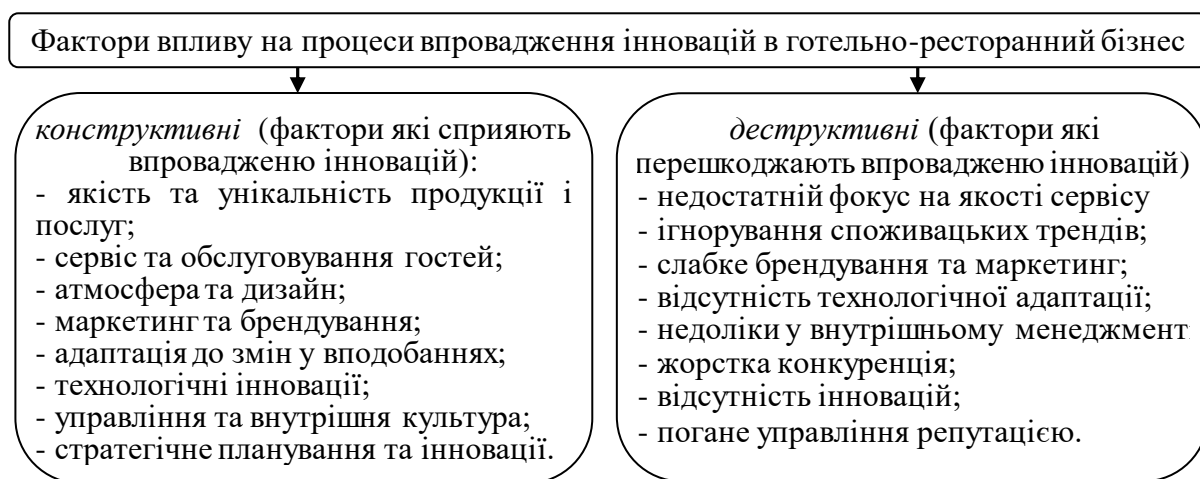 Фактори впливу на процеси впровадження інновацій в готельно-ресторанний бізнес
конструктивні (фактори які сприяють
впровадженю інновацій):
- якість та унікальність продукції і
послуг;
- сервіс та обслуговування гостей;
- атмосфера та дизайн;
- маркетинг та брендування;
- адаптація до змін у вподобаннях;
- технологічні інновації;
- управління та внутрішня культура;
- стратегічне планування та інновації.
деструктивні (фактори які
перешкоджають впровадженю інновацій)
- недостатній фокус на якості сервісу
- ігнорування споживацьких трендів;
- слабке брендування та маркетинг;
- відсутність технологічної адаптації;
- недоліки у внутрішньому менеджмент
- жорстка конкуренція;
- відсутність інновацій;
- погане управління репутацією.